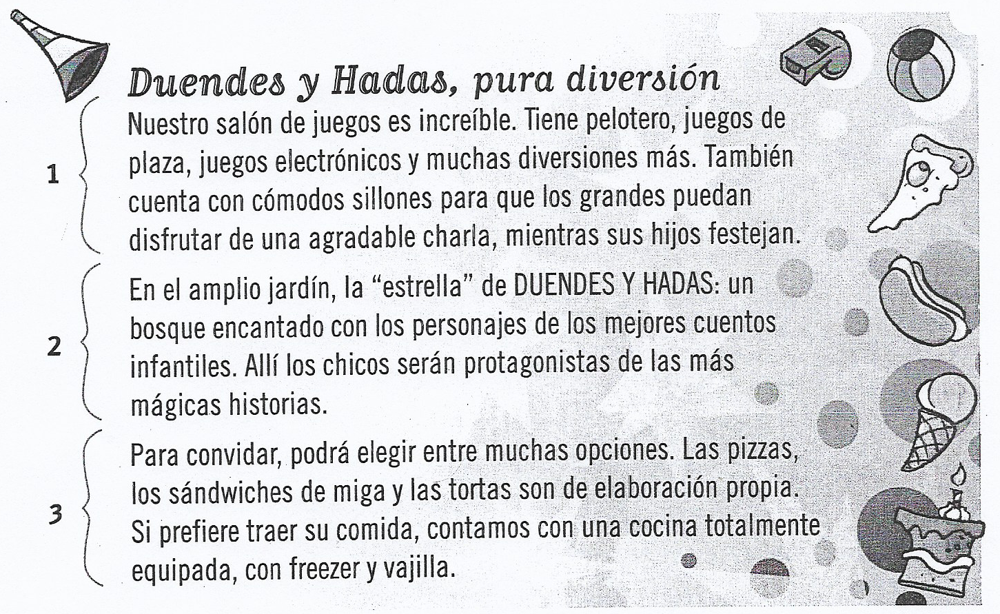 Duendes y Hadas, pura diversión
1
Nuestro salón de juegos es increíble. Tiene pelotero, juegos de
plaza, juegos electrónicos y muchas diversiones más. También
cuenta con cómodos sillones para que los grandes puedan
disfrutar de una agradable charla, mientras sus hijos festejan.
2
En el amplio jardín, la “estrella” de DUENDES Y HADAS: un
bosque encantado con los personajes de los mejores cuentos
infantiles. Allí los chicos serán protagonistas de las más
mágicas historias.
3
Para convidar, podrá elegir entre muchas opciones. Las pizzas,
los sándwiches de miga y las tortas son de elaboración propia.
Si prefiere traer su comida, contamos con una cocina totalmente
equipada, con freezer y vajilla.